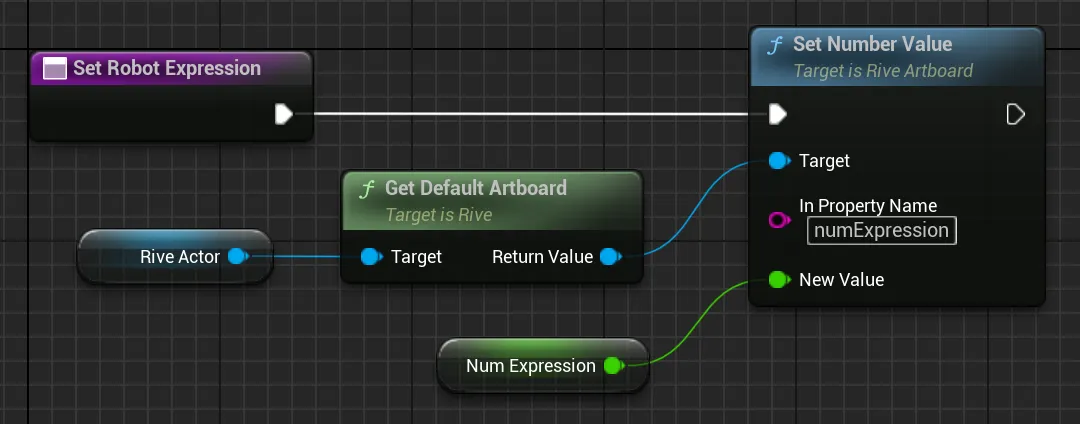 Set Robot Expression
f Set Number Value
Target is Rive Artboard
Target
In Property Name
numExpression
New Value
f Get Default Artboard
Target is Rive
Target Return Value
Rive Actor
Num Expression